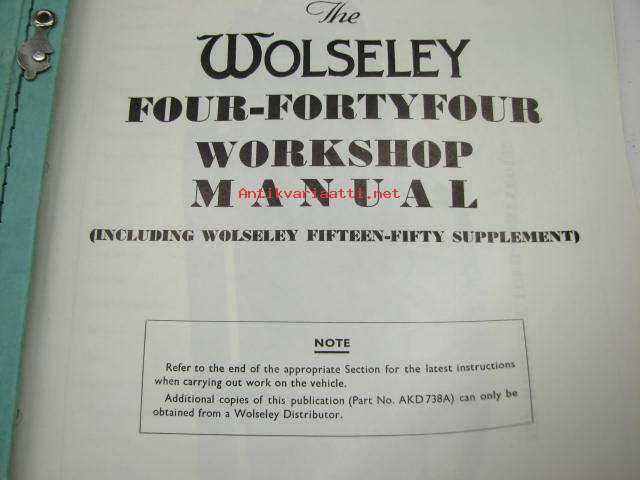 The
WOLSELEY
FOUR-FORTYFOUR
WORKSHOP
MANUAL
Antikvariaatti.net
(INCLUDING WOLSELEY FIFTEEN-FIFTY SUPPLEMENT)
NOTE
Refer to the end of the appropriate Section for the latest instructions
when carrying out work on the vehicle.
Additional copies of this publication (Part No. AKD 738A) can only be
obtained from a Wolseley Distributor.